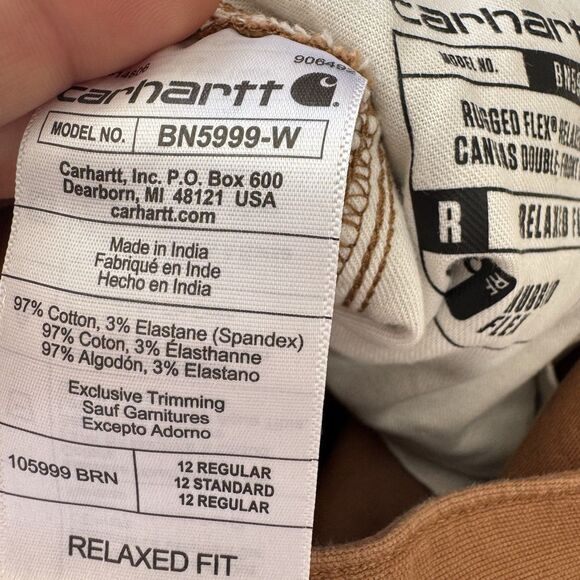 carhartt
MODEL NO. BN5999-W
Carhartt, Inc. P.O. Box 600
Dearborn, MI 48121 USA
carhartt.com
Made in India
Fabriqué en Inde
Hecho en India
97% Cotton, 3% Elastane (Spandex)
97% Coton, 3% Élasthanne
97% Algodón, 3% Elastano
Exclusive Trimming
Sauf Garnitures
Excepto Adorno
105999 BRN
12 REGULAR
12 STANDARD
12 REGULAR
RELAXED FIT
carhartt
MODEL NO.
RUGGED FLEX®
CANVAS DOUBLE-FRONT
R
RELAXED
RF
RUGGED
FLEX